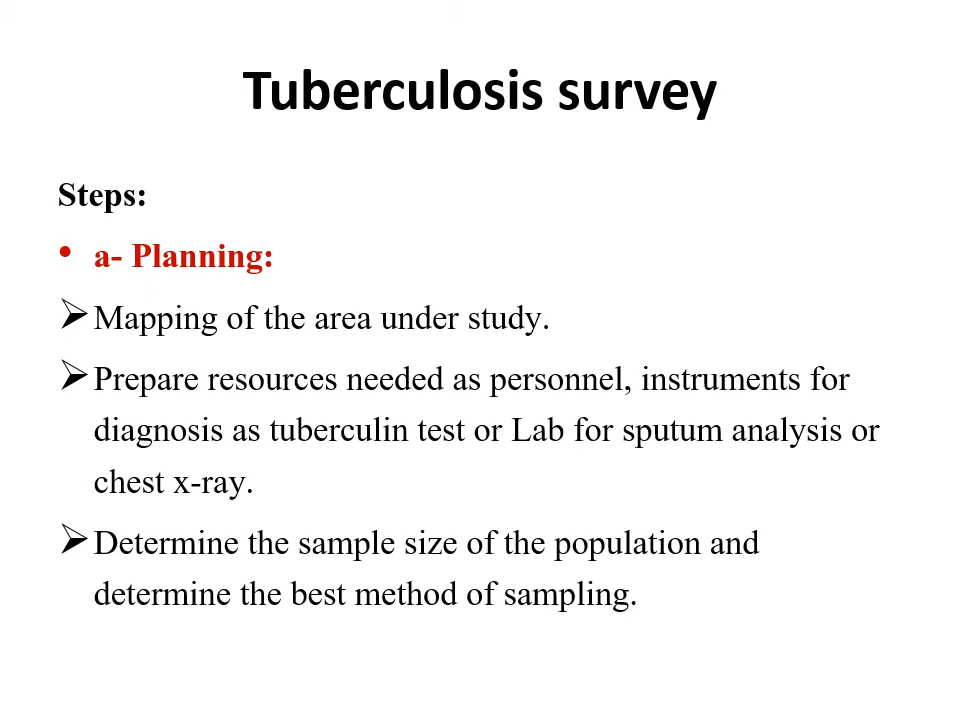 Tuberculosis survey
Steps:
• a- Planning:
➢ Mapping of the area under study.
➢ Prepare resources needed as personnel, instruments for
diagnosis as tuberculin test or Lab for sputum analysis or
chest x-ray.
➢ Determine the sample size of the population and
determine the best method of sampling.